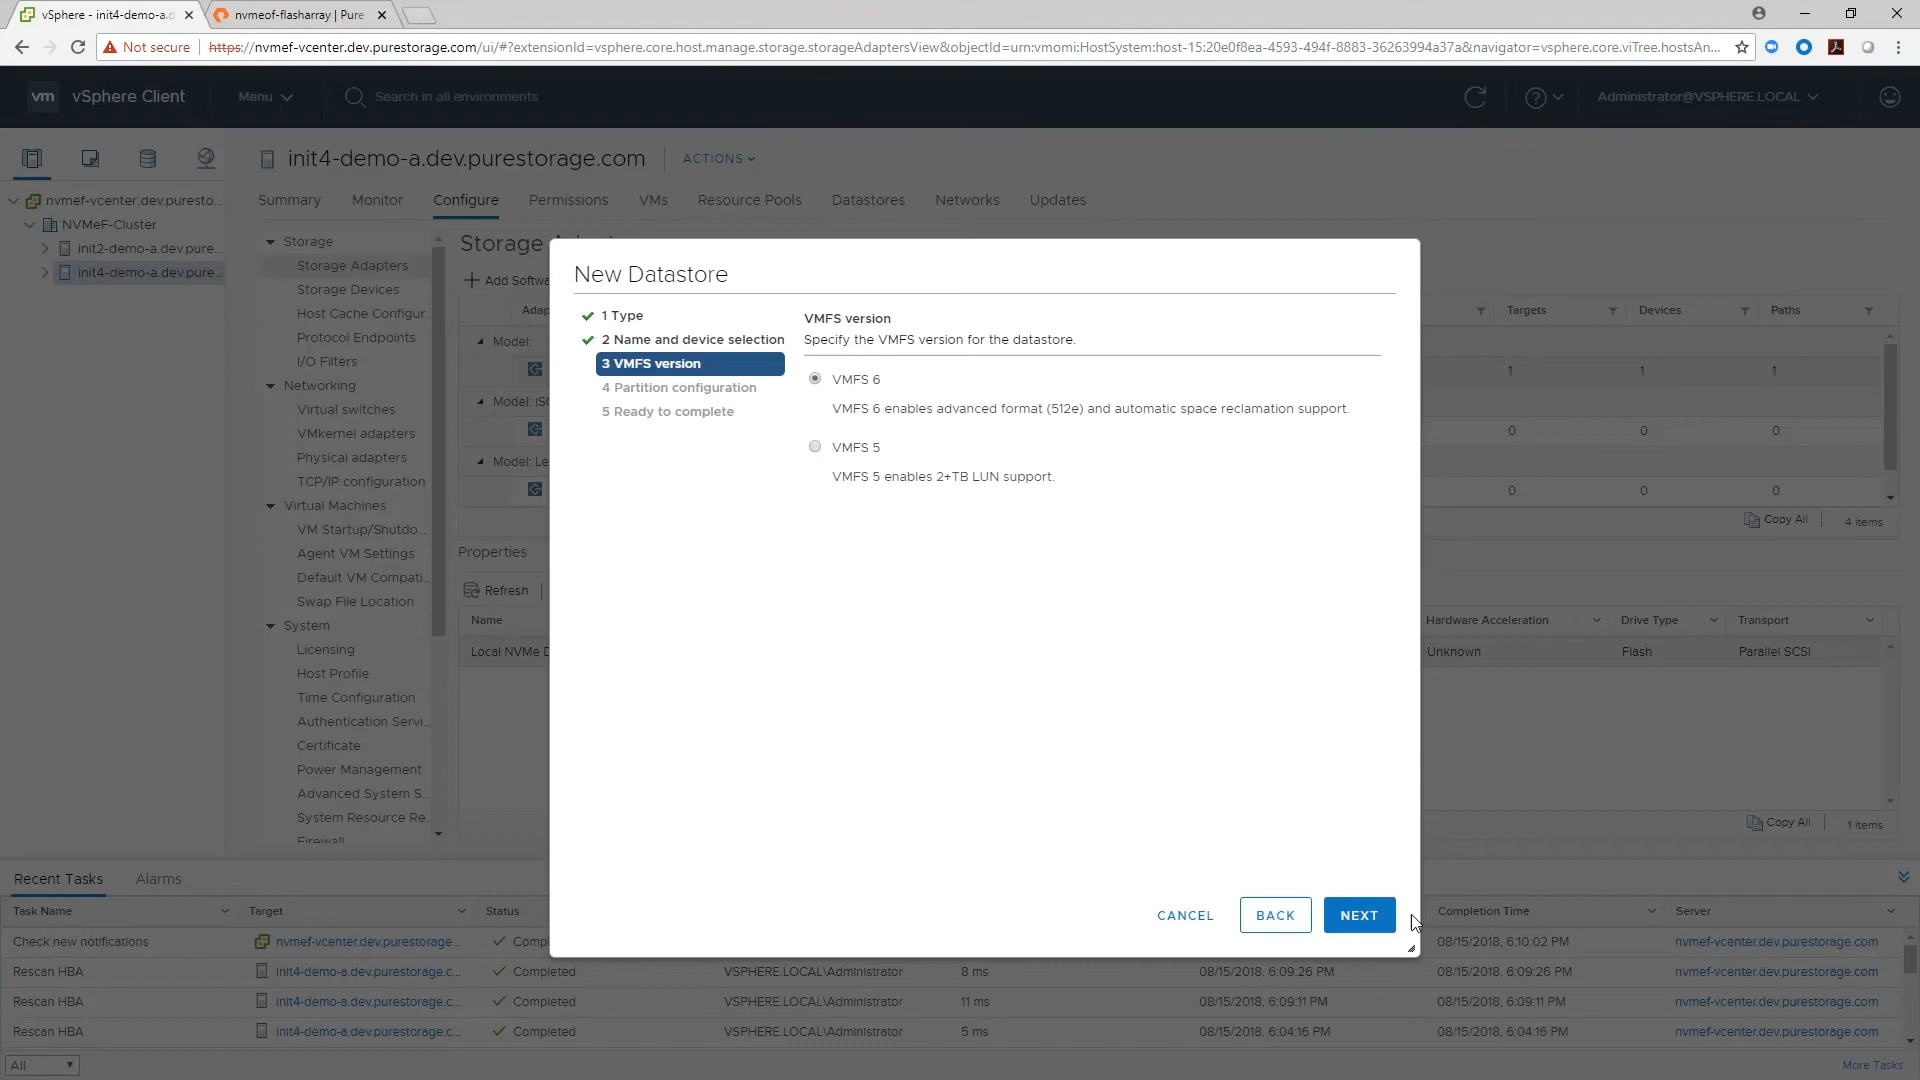 vSphere - init4-demo-a.d
nvmeof-flasharray | Pure
Not secure
https://nvmef-vcenter.dev.purestorage.com/ui/#?extensionId=vsphere.core.host.manage.storage.storageAdaptersView&objectId=urn:vmomi:HostSystem:host-15:20e0f8ea-4593-494f-8883-36263994a37a&navigator=vsphere.core.viTree.hostsAn...
vm vSphere Client
Menu
Search in all environments
Administrator@VSPHERE.LOCAL
nvmef-vcenter.dev.puresto...
NVMeF-Cluster
init2-demo-a.dev.pure...
init4-demo-a.dev.pure...
init4-demo-a.dev.purestorage.com
ACTIONS
Summary Monitor Configure Permissions VMs Resource Pools Datastores Networks Updates
Storage
Storage Adapters
Storage Devices
Host Cache Configur...
Protocol Endpoints
I/O Filters
Networking
Virtual switches
VMkernel adapters
Physical adapters
TCP/IP configuration
Virtual Machines
VM Startup/Shutdo...
Agent VM Settings
Default VM Compati...
Swap File Location
System
Licensing
Host Profile
Time Configuration
Authentication Servi...
Certificate
Power Management
Advanced System S...
System Resource Re...
Firewall
Storage
Add Softwa
Adap
Targets Devices Paths
Model:
1 1 1
Model: iSC
0 0 0
Model: Le
0 0 0
Copy All 4 items
Properties
Refresh
Name
Hardware Acceleration Drive Type Transport
Local NVMe D
Unknown Flash Parallel SCSI
Copy All 1 items
New Datastore
1 Type
2 Name and device selection
3 VMFS version
4 Partition configuration
5 Ready to complete
VMFS version
Specify the VMFS version for the datastore.
VMFS 6
VMFS 6 enables advanced format (512e) and automatic space reclamation support.
VMFS 5
VMFS 5 enables 2+TB LUN support.
CANCEL BACK NEXT
Recent Tasks Alarms
Task Name Target Status Completion Time Server
Check new notifications nvmef-vcenter.dev.purestorage... Compl 08/15/2018, 6:10:02 PM nvmef-vcenter.dev.purestorage.com
Rescan HBA init4-demo-a.dev.purestorage.c... Completed VSPHERE.LOCAL\Administrator 8 ms 08/15/2018, 6:09:26 PM 08/15/2018, 6:09:26 PM nvmef-vcenter.dev.purestorage.com
Rescan HBA init4-demo-a.dev.purestorage.c... Completed VSPHERE.LOCAL\Administrator 11 ms 08/15/2018, 6:09:11 PM 08/15/2018, 6:09:11 PM nvmef-vcenter.dev.purestorage.com
Rescan HBA init4-demo-a.dev.purestorage.c... Completed VSPHERE.LOCAL\Administrator 5 ms 08/15/2018, 6:04:16 PM 08/15/2018, 6:04:16 PM nvmef-vcenter.dev.purestorage.com
All
More Tasks